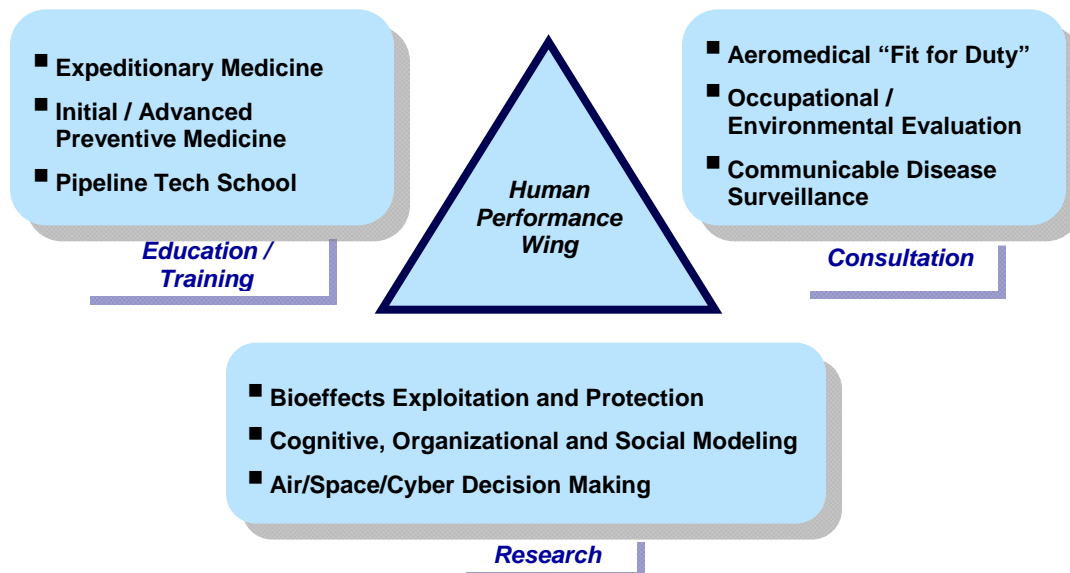 ▪ Expeditionary Medicine
▪ Initial / Advanced
Preventive Medicine
▪ Pipeline Tech School
Education /
Training
Human
Performance
Wing
▪ Aeromedical “Fit for Duty”
▪ Occupational /
Environmental Evaluation
▪ Communicable Disease
Surveillance
Consultation
▪ Bioeffects Exploitation and Protection
▪ Cognitive, Organizational and Social Modeling
▪ Air/Space/Cyber Decision Making
Research